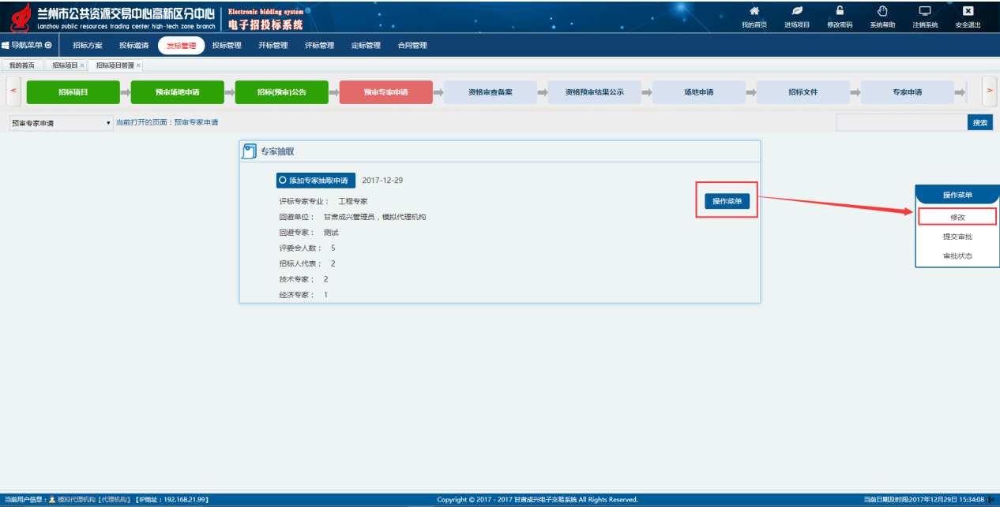 兰州市公共资源交易中心高新区分中心
Lanzhou public resources trading center high-tech zone branch
Electronic bidding system
电子招投标系统
我的首页 进场项目 修改密码 系统帮助 注销系统 安全退出
导航菜单 招标方案 投标邀请 发标管理 投标管理 开标管理 评标管理 定标管理 合同管理
我的首页 招标项目 × 招标项目管理 ×
< 招标项目 预审场地申请 招标(预审)公告 预审专家申请 资格审查备案 资格预审结果公示 场地申请 招标文件 专家申请 >
预审专家申请 当前打开的页面：预审专家申请 搜索
专家抽取
添加专家抽取申请 2017-12-29
评标专家专业： 工程专家
回避单位： 甘肃成兴管理员，模拟代理机构
回避专家： 测试
评委会人数： 5
招标人代表： 2
技术专家： 2
经济专家： 1
操作菜单
操作菜单
修改
提交审批
审批状态
当前用户信息： 模拟代理机构【代理机构】【IP地址：192.168.21.99】 Copyright © 2017 - 2017 甘肃成兴电子交易系统 All Rights Reserved. 当前日期及时间:2017年12月29日 15:34:08